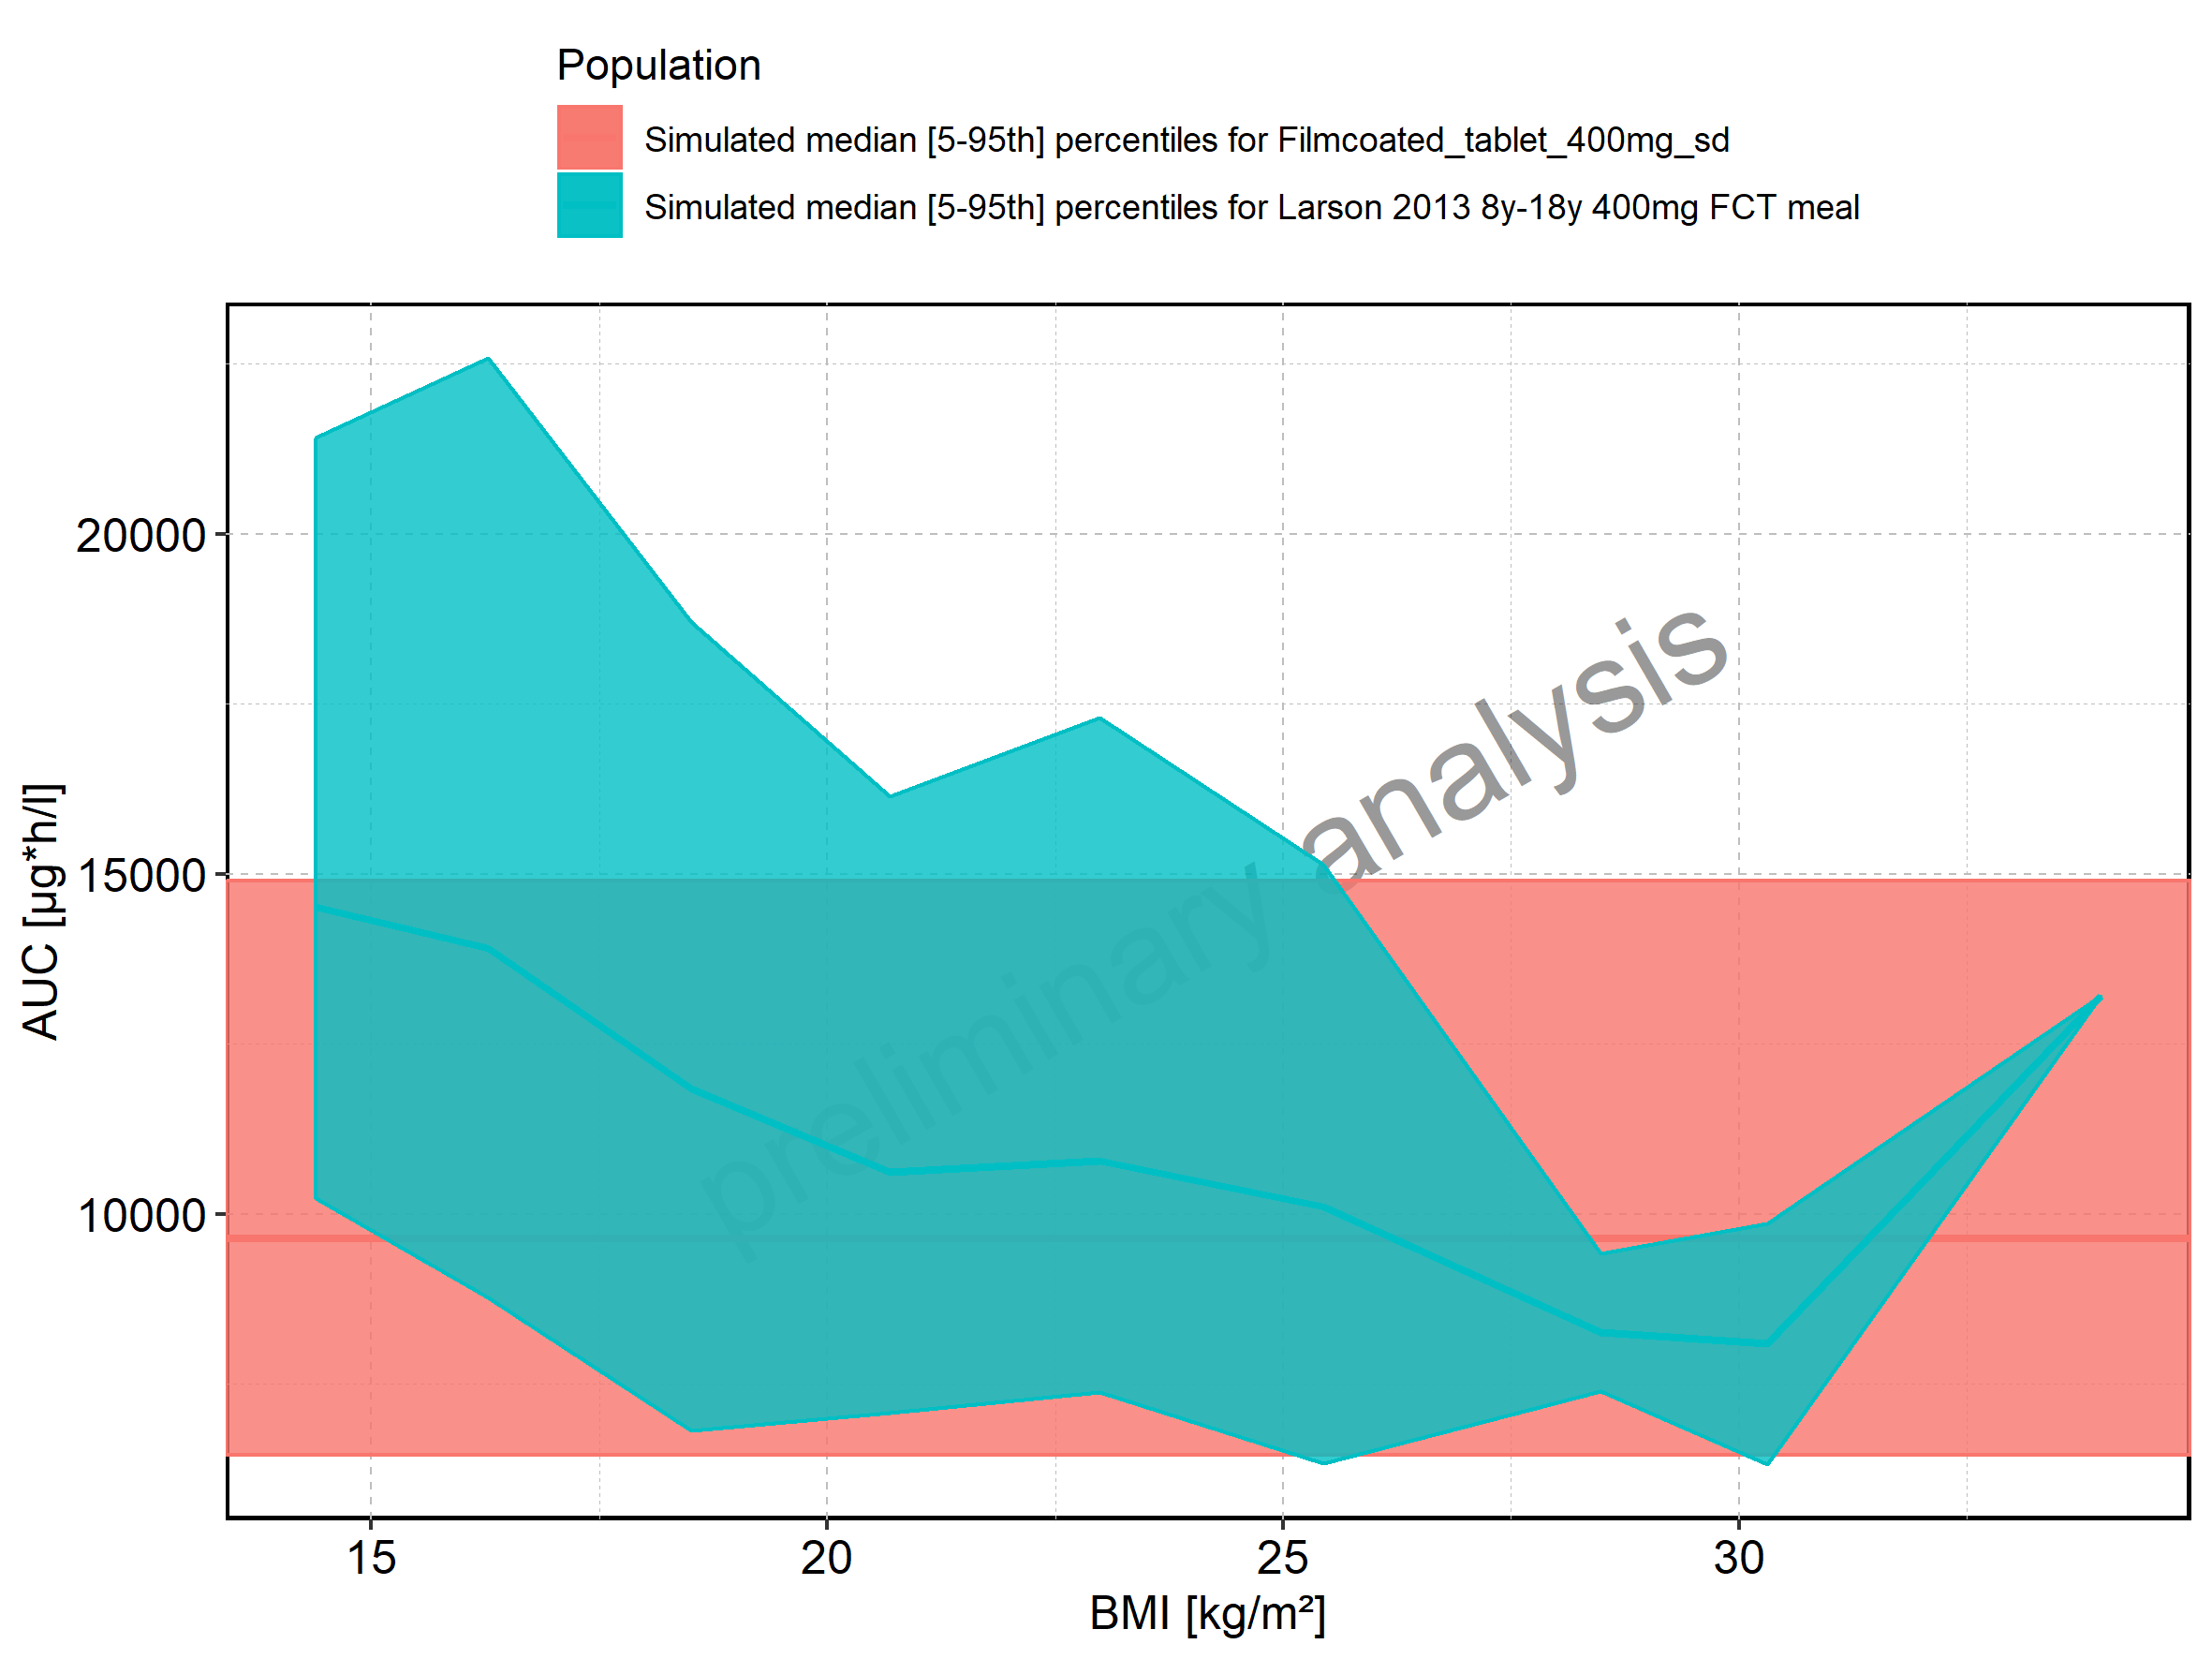 Population
Simulated median [5-95th] percentiles for Filmcoated_tablet_400mg_sd
Simulated median [5-95th] percentiles for Larson 2013 8y-18y 400mg FCT meal
AUC [µg*h/l]
20000
15000
10000
preliminary analysis
15
20
25
30
BMI [kg/m²]